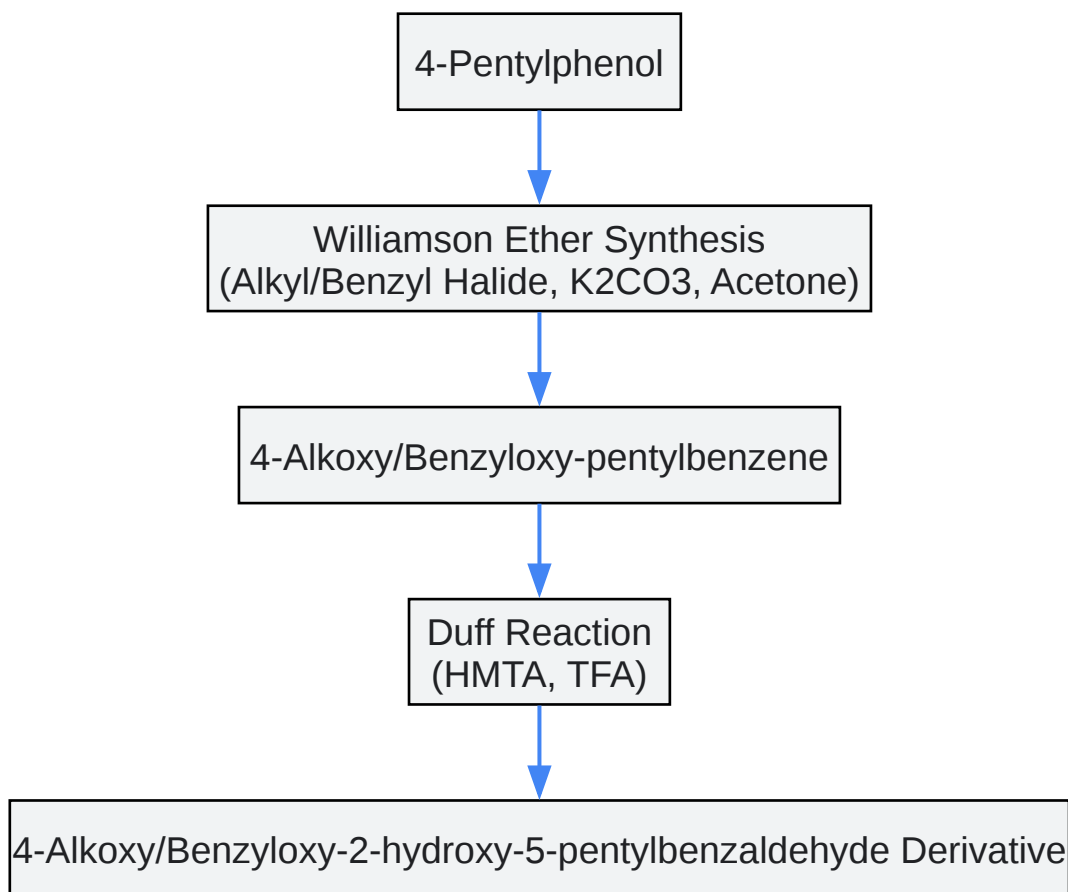 4-Pentylphenol
Williamson Ether Synthesis
(Alkyl/Benzyl Halide, K2CO3, Acetone)
4-Alkoxy/Benzyloxy-pentylbenzene
Duff Reaction
(HMTA, TFA)
4-Alkoxy/Benzyloxy-2-hydroxy-5-pentylbenzaldehyde Derivative